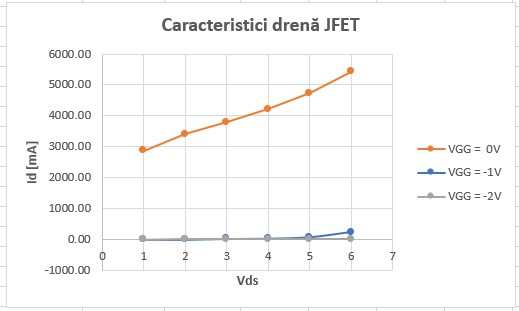 Caracteristici drenă JFET
Id [mA]
6000.00
5000.00
4000.00
3000.00
2000.00
1000.00
0.00
-1000.00
0 1 2 3 4 5 6 7
Vds
VGG = 0V
VGG = -1V
VGG = -2V